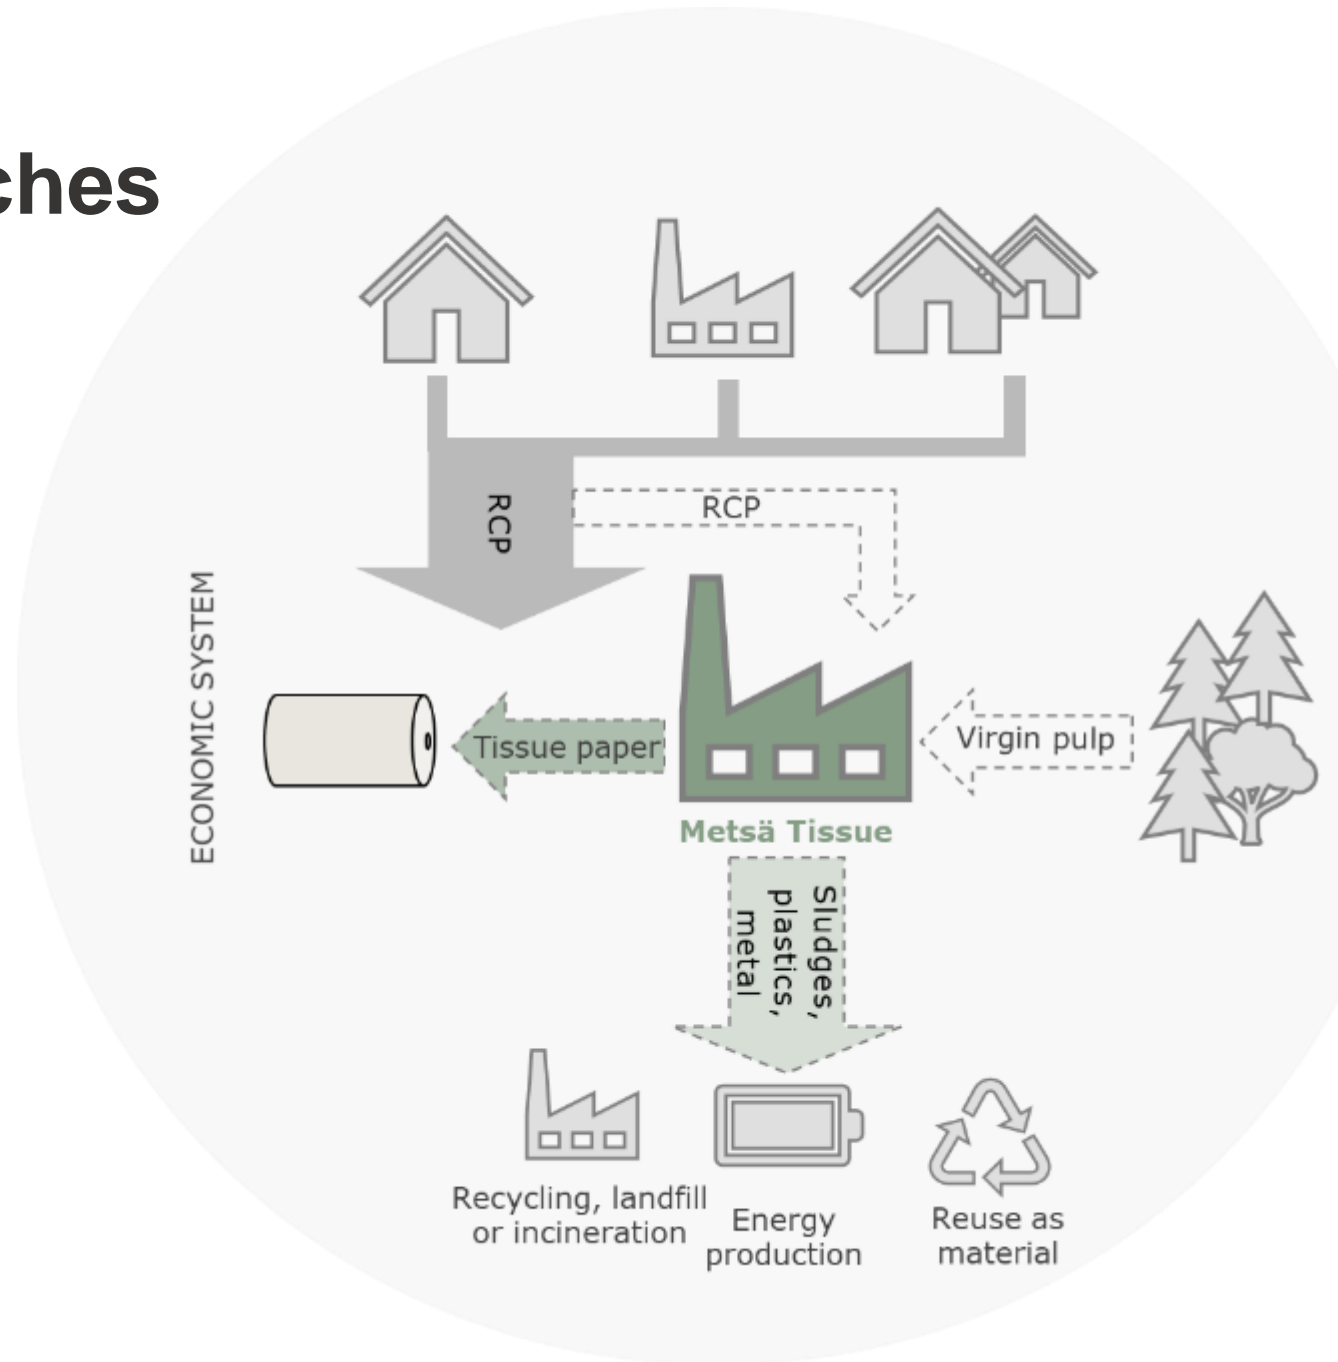 ches
RCP
RCP
ECONOMIC SYSTEM
Tissue paper
Virgin pulp
Metsä Tissue
Sludges,
plastics,
metal
Recycling, landfill
or incineration
Energy
production
Reuse as
material